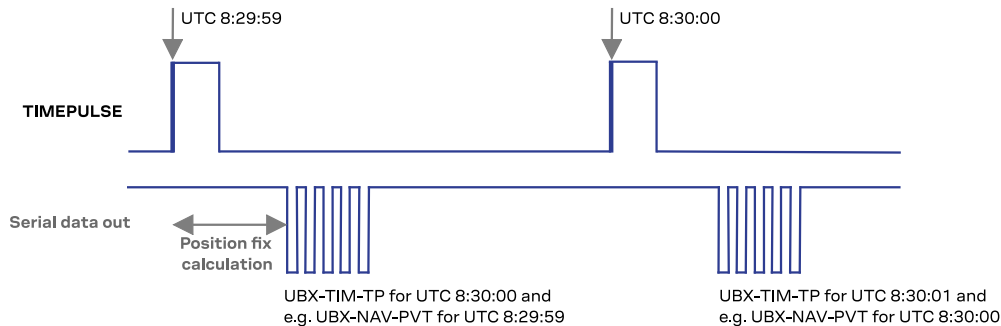 UTC 8:29:59
UTC 8:30:00
TIMEPULSE
Serial data out
Position fix
calculation
UBX-TIM-TP for UTC 8:30:00 and
e.g. UBX-NAV-PVT for UTC 8:29:59
UBX-TIM-TP for UTC 8:30:01 and
e.g. UBX-NAV-PVT for UTC 8:30:00